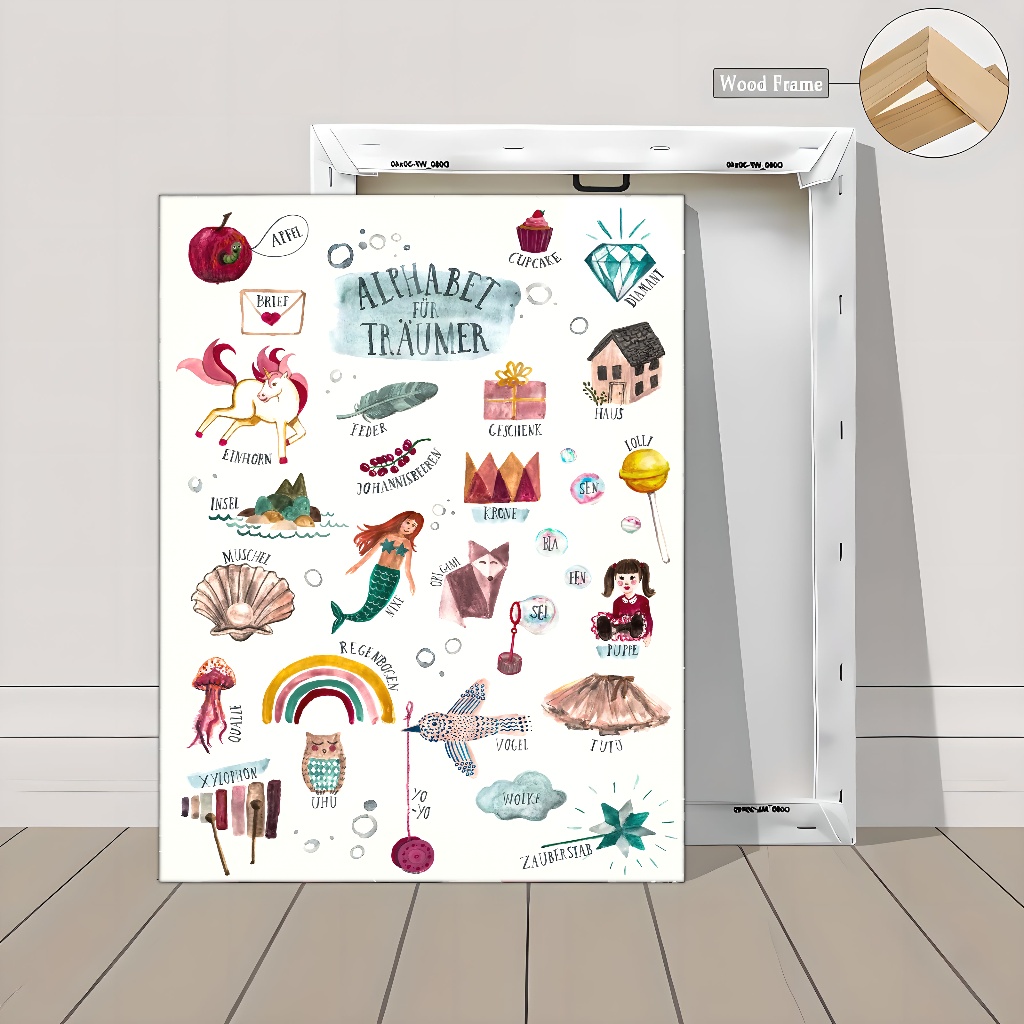 Wood Frame
APFEL
CUPCAKE
DIAMANT
BRIEF
ALPHABET
FÜR
TRÄUMER
HAUS
FEDER
GESCHENK
EINHORN
JOHANNISBEEREN
LOLLI
SEN
INSEL
KRONE
BLA
MUSCHEL
ORIGAMI
FEN
NIXE
SEI
PUPPE
REGENBOGEN
QUALLE
VOGEL
TUTU
XYLOPHON
UHU
YO
-YO
WOLKE
ZAUBERSTAB